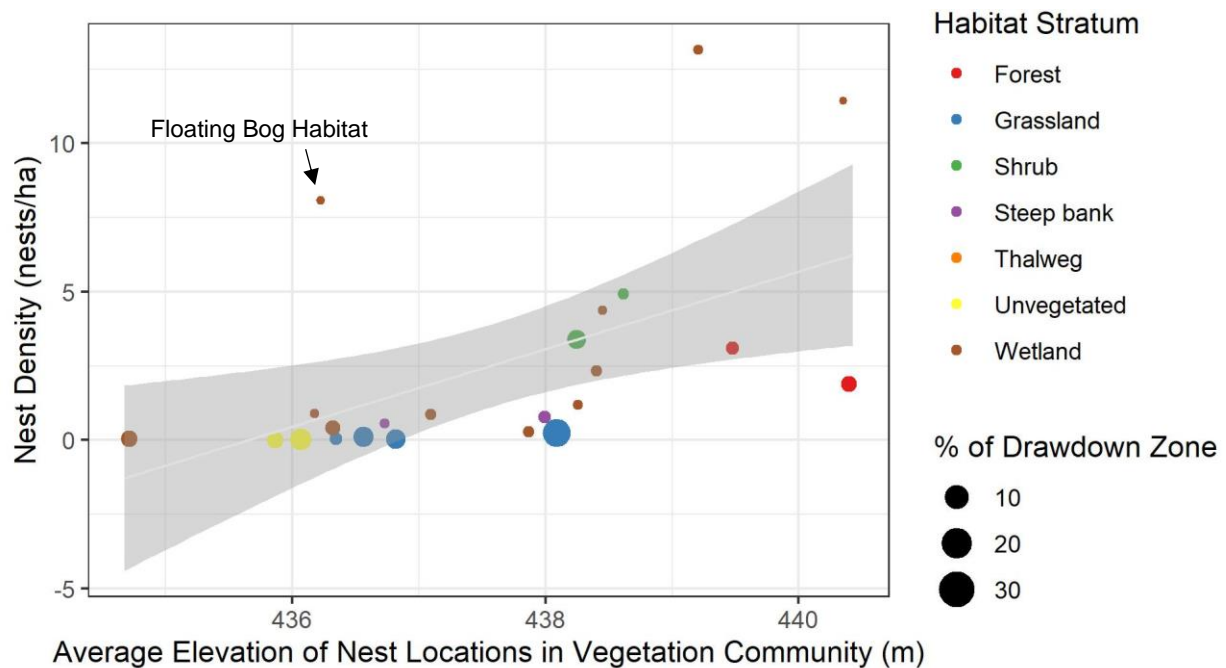 Floating Bog Habitat
Nest Density (nests/ha)
10
5
0
-5
436
438
440
Average Elevation of Nest Locations in Vegetation Community (m)
Habitat Stratum
Forest
Grassland
Shrub
Steep bank
Thalweg
Unvegetated
Wetland
% of Drawdown Zone
10
20
30